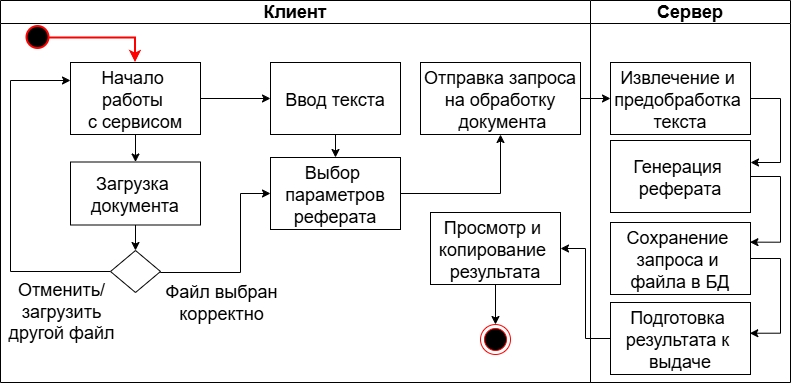 Клиент
Сервер
Начало
работы
с сервисом
Ввод текста
Отправка запроса
на обработку
документа
Извлечение и
предобработка
текста
Загрузка
документа
Выбор
параметров
реферата
Генерация
реферата
Просмотр и
копирование
результата
Сохранение
запроса и
файла в БД
Отменить/
загрузить
другой файл
Файл выбран
корректно
Подготовка
результата к
выдаче